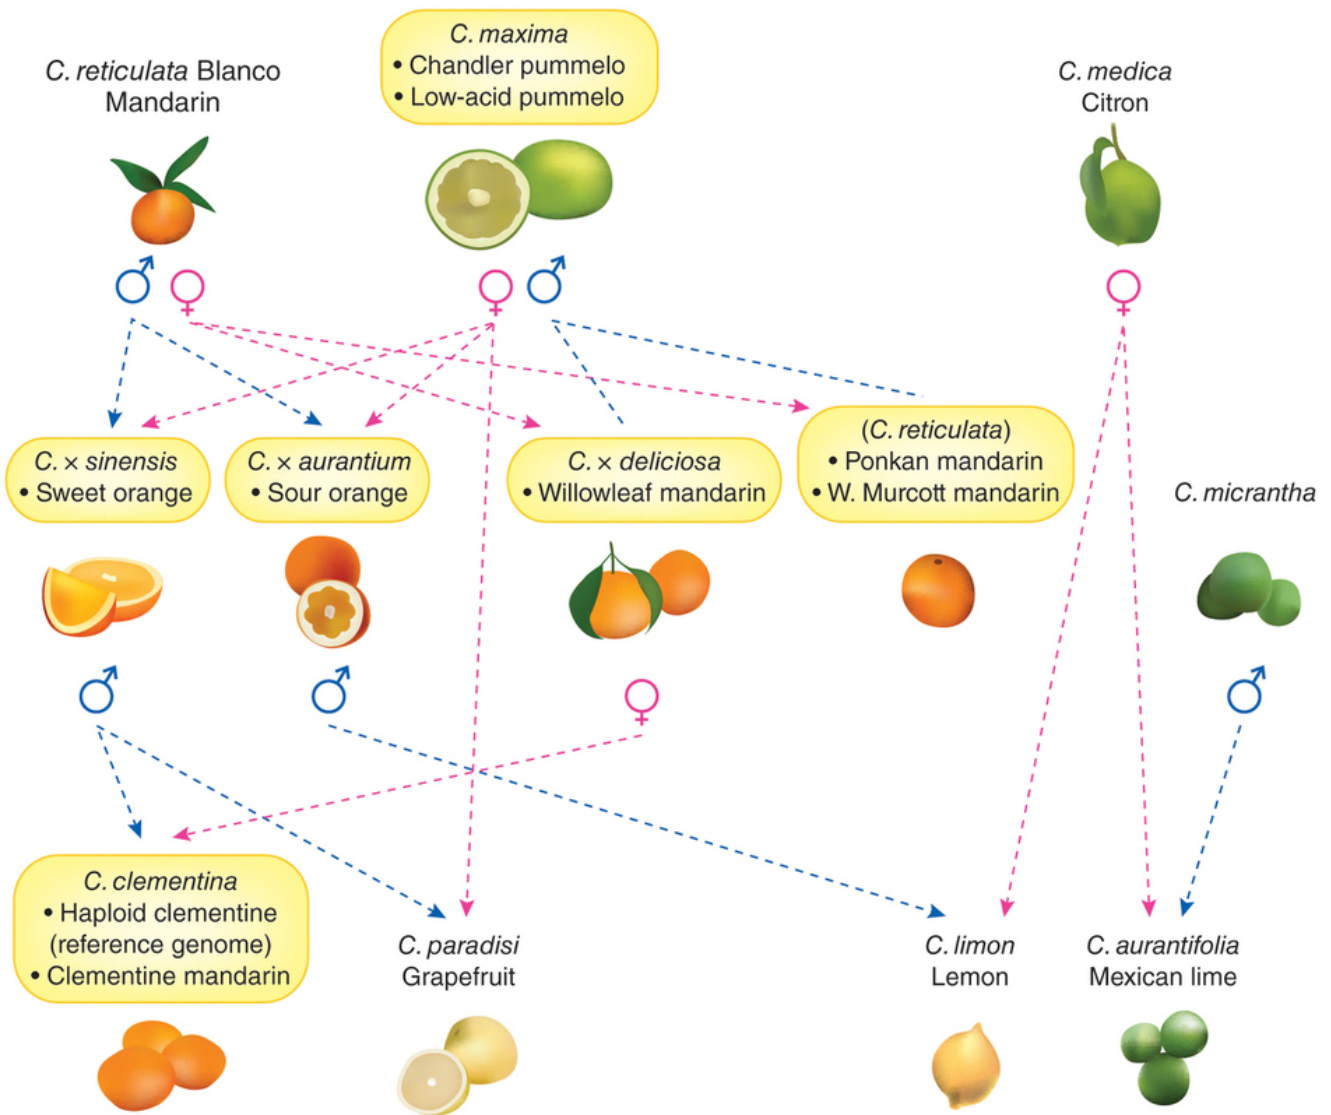 C. reticulata Blanco
Mandarin
C. maxima
• Chandler pummelo
• Low-acid pummelo
C. medica
Citron
C. × sinensis
• Sweet orange
C. × aurantium
• Sour orange
C. × deliciosa
• Willowleaf mandarin
(C. reticulata)
• Ponkan mandarin
• W. Murcott mandarin
C. micrantha
C. clementina
• Haploid clementine
(reference genome)
• Clementine mandarin
C. paradisi
Grapefruit
C. limon
Lemon
C. aurantifolia
Mexican lime